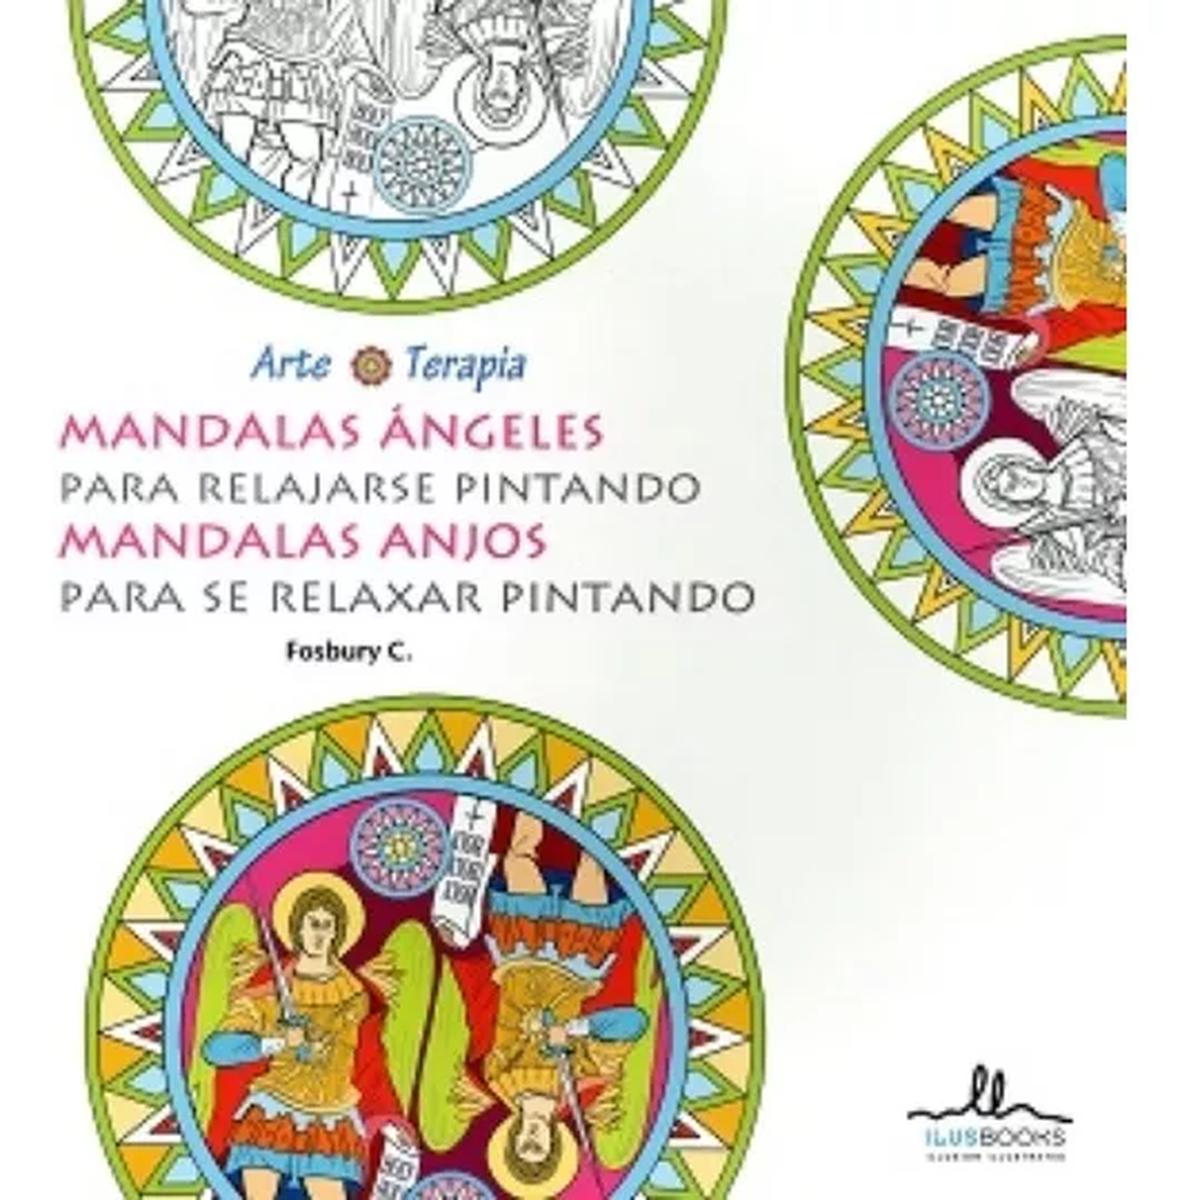 Arte Terapia
MANDALAS ÁNGELES
PARA RELAJARSE PINTANDO
MANDALAS ANJOS
PARA SE RELAXAR PINTANDO
Fosbury C.
ILUSBOOKS